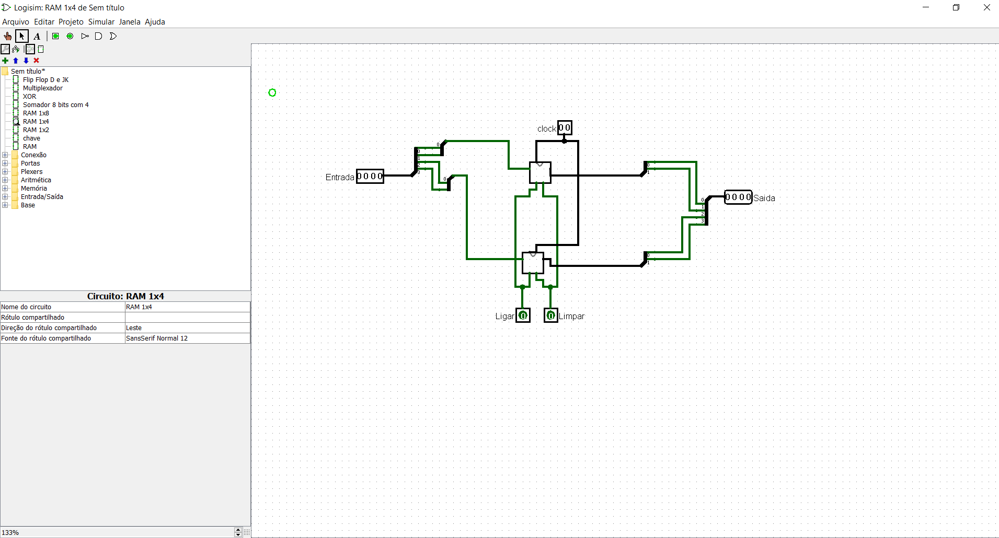 Logisim: RAM 1x4 de Sem título
Arquivo Editar Projeto Simular Janela Ajuda
A
Sem título*
Flip Flop D e JK
Multiplexador
XOR
Somador 8 bits com 4
RAM 1x8
RAM 1x4
RAM 1x2
chave
RAM
Conexão
Portas
Plexers
Aritmética
Memória
Entrada/Saída
Base
Circuito: RAM 1x4
Nome do circuito RAM 1x4
Rótulo compartilhado
Direção do rótulo compartilhado Leste
Fonte do rótulo compartilhado SansSerif Normal 12
133%
clock 0 0
0
0
1
2
3
Entrada 0 0 0 0
0
0
1
0
1
2
3
0 0 0 0 Saida
0
1
Ligar 0
0 Limpar